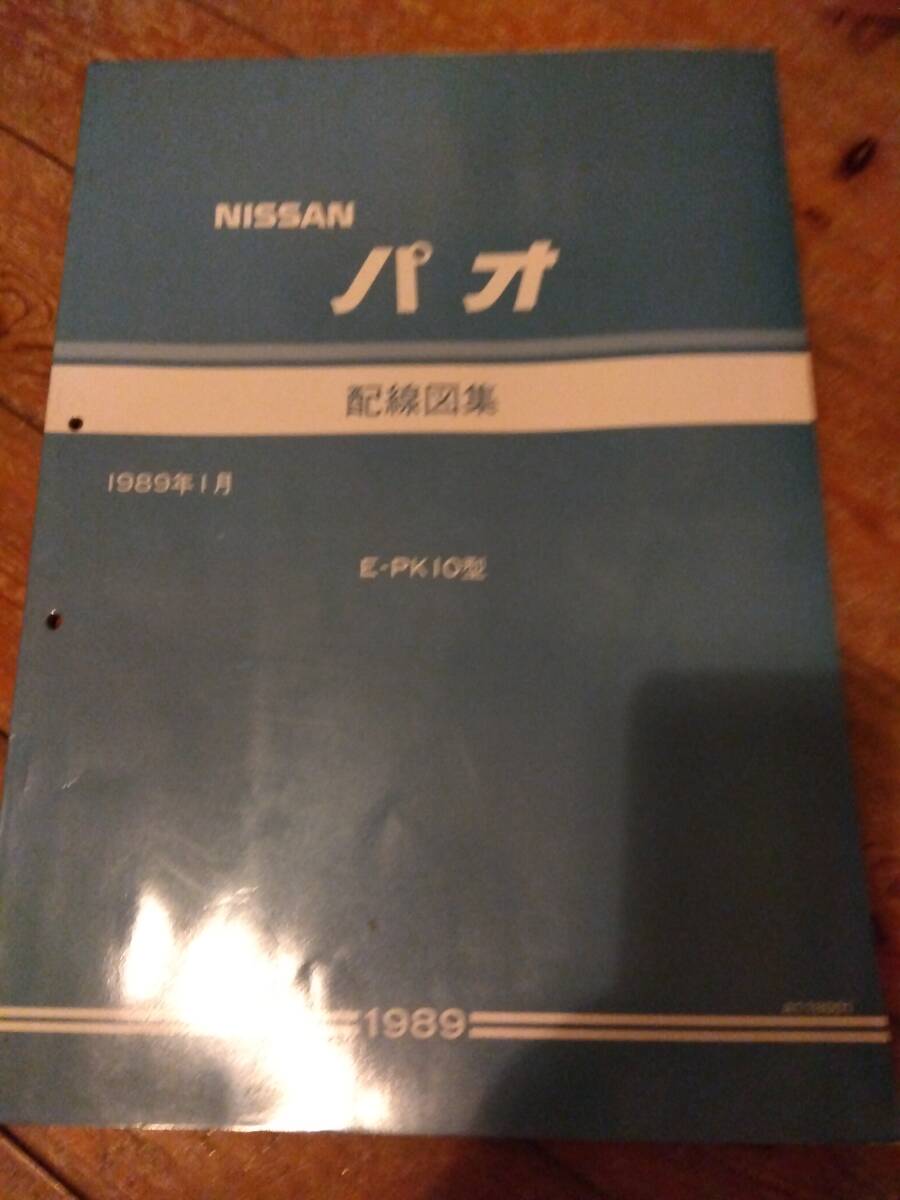 NISSAN
パオ
配線図集
1989年1月
E-PK10型
1989